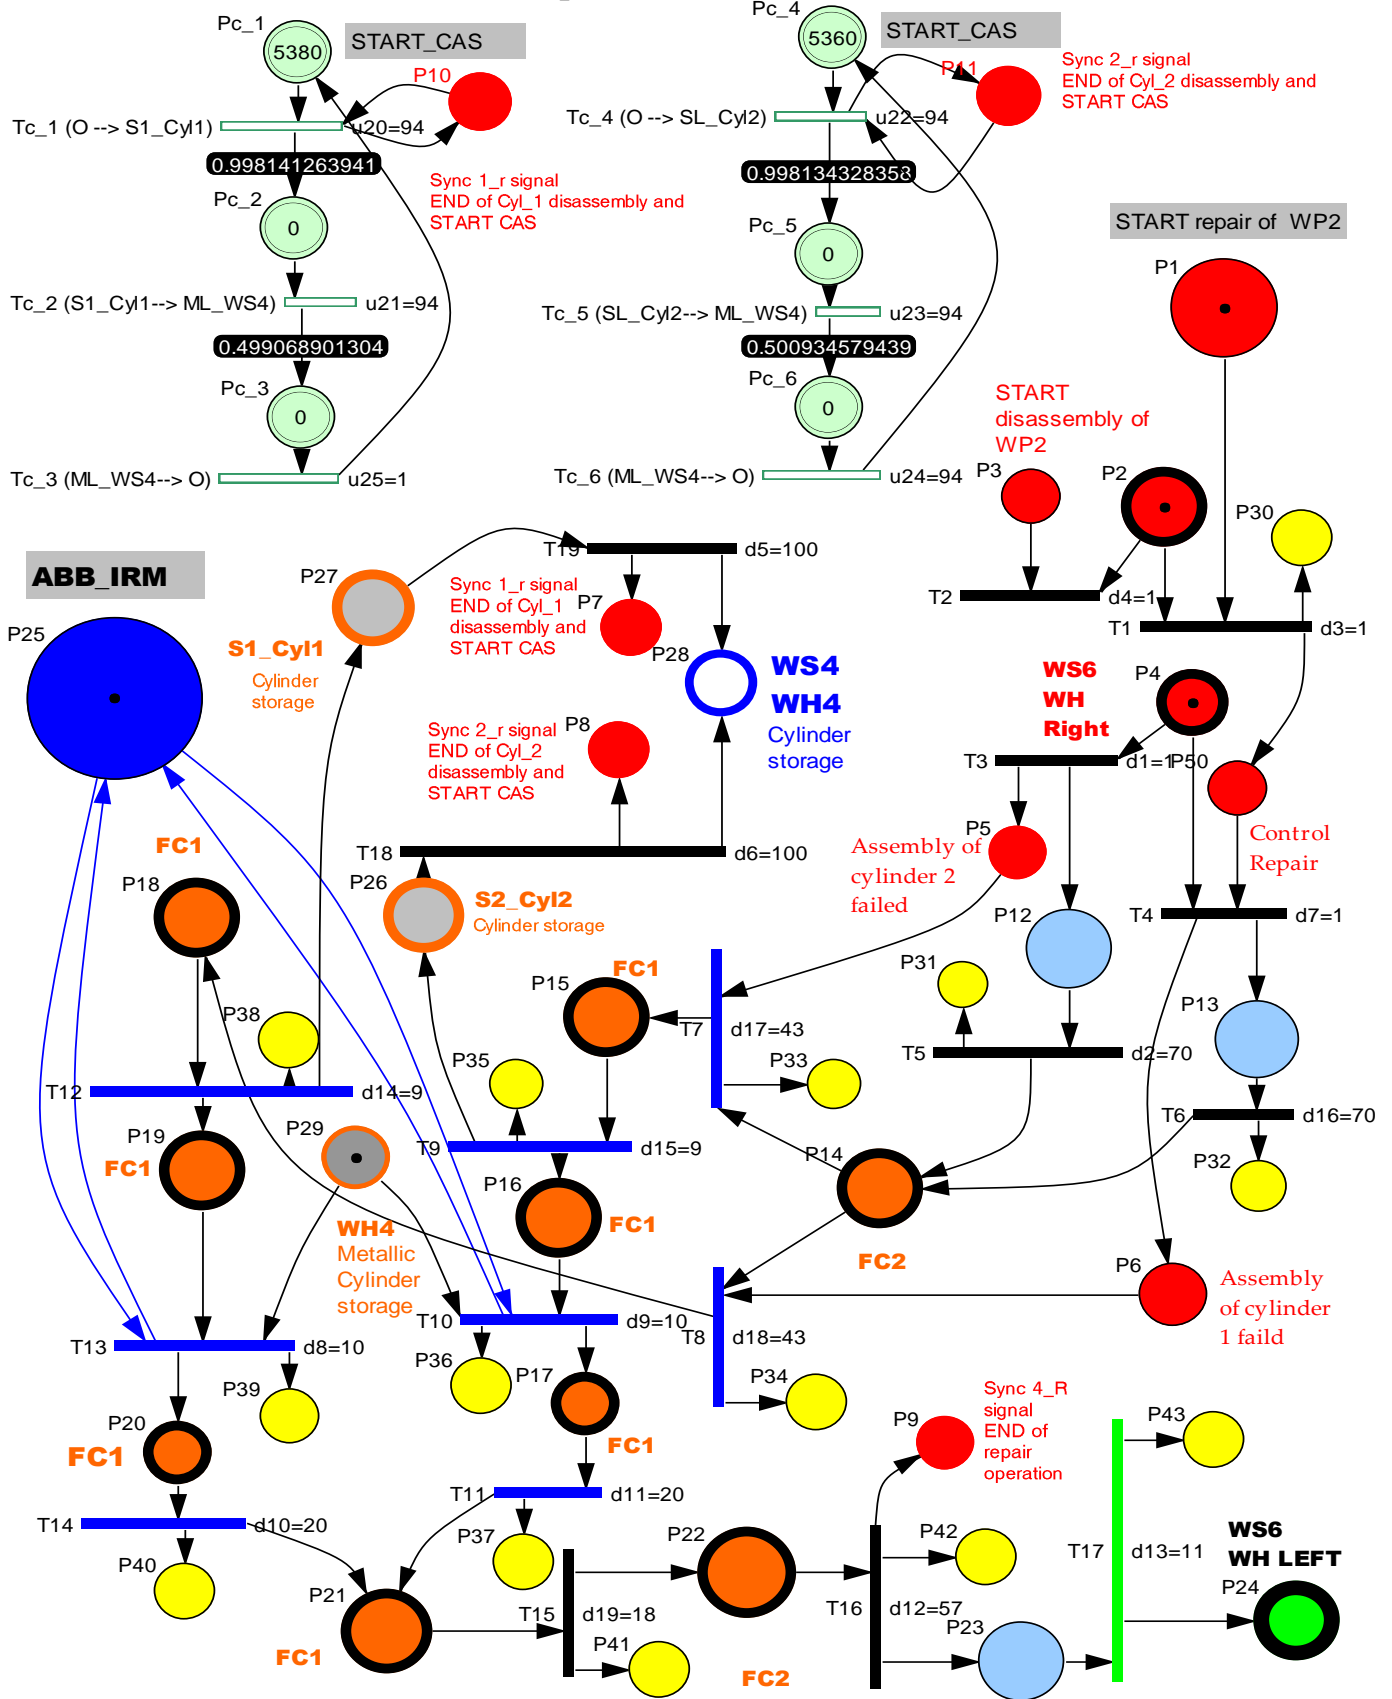 Pc_1
5380
START_CAS
P10
Tc_1 (O --> S1_Cyl1)
u20=94
0.998141263941
Pc_2
0
Sync 1_r signal
END of Cyl_1 disassembly and
START CAS
Tc_2 (S1_Cyl1--> ML_WS4)
u21=94
0.499068901304
Pc_3
0
Tc_3 (ML_WS4--> O)
u25=1
Pc_4
5360
START_CAS
P11
Sync 2_r signal
END of Cyl_2 disassembly and
START CAS
Tc_4 (O --> SL_Cyl2)
u22=94
0.998134328358
Pc_5
0
Tc_5 (SL_Cyl2--> ML_WS4)
u23=94
0.500934579439
Pc_6
0
Tc_6 (ML_WS4--> O)
u24=94
START repair of WP2
P1
START
disassembly of
WP2
P3
P2
P30
T2
d4=1
T1
d3=1
ABB_IRM
P25
P27
S1_Cyl1
Cylinder
storage
T19
d5=100
Sync 1_r signal
END of Cyl_1
disassembly and
START CAS
P7
P28
WS4
WH4
Cylinder
storage
Sync 2_r signal
END of Cyl_2
disassembly and
START CAS
P8
T18
d6=100
P26
S2_Cyl2
Cylinder storage
WS6
WH
Right
P4
T3
d1=1
P50
P5
Assembly of
cylinder 2
failed
Control
Repair
P12
T4
d7=1
P31
P13
T5
d2=70
T6
d16=70
P32
FC1
P18
P38
T12
d14=9
P19
FC1
P29
WH4
Metallic
Cylinder
storage
P15
FC1
T7
d17=43
P33
P35
T9
d15=9
P16
FC1
P14
FC2
P6
Assembly
of cylinder
1 faild
T10
d9=10
T8
d18=43
P34
P36
P17
FC1
T13
d8=10
P39
P20
FC1
T14
d10=20
P40
T11
d11=20
P37
P21
FC1
T15
d19=18
P41
P22
FC2
P9
Sync 4_R
signal
END of
repair
operation
P42
T16
d12=57
P23
P43
T17
d13=11
WS6
WH LEFT
P24